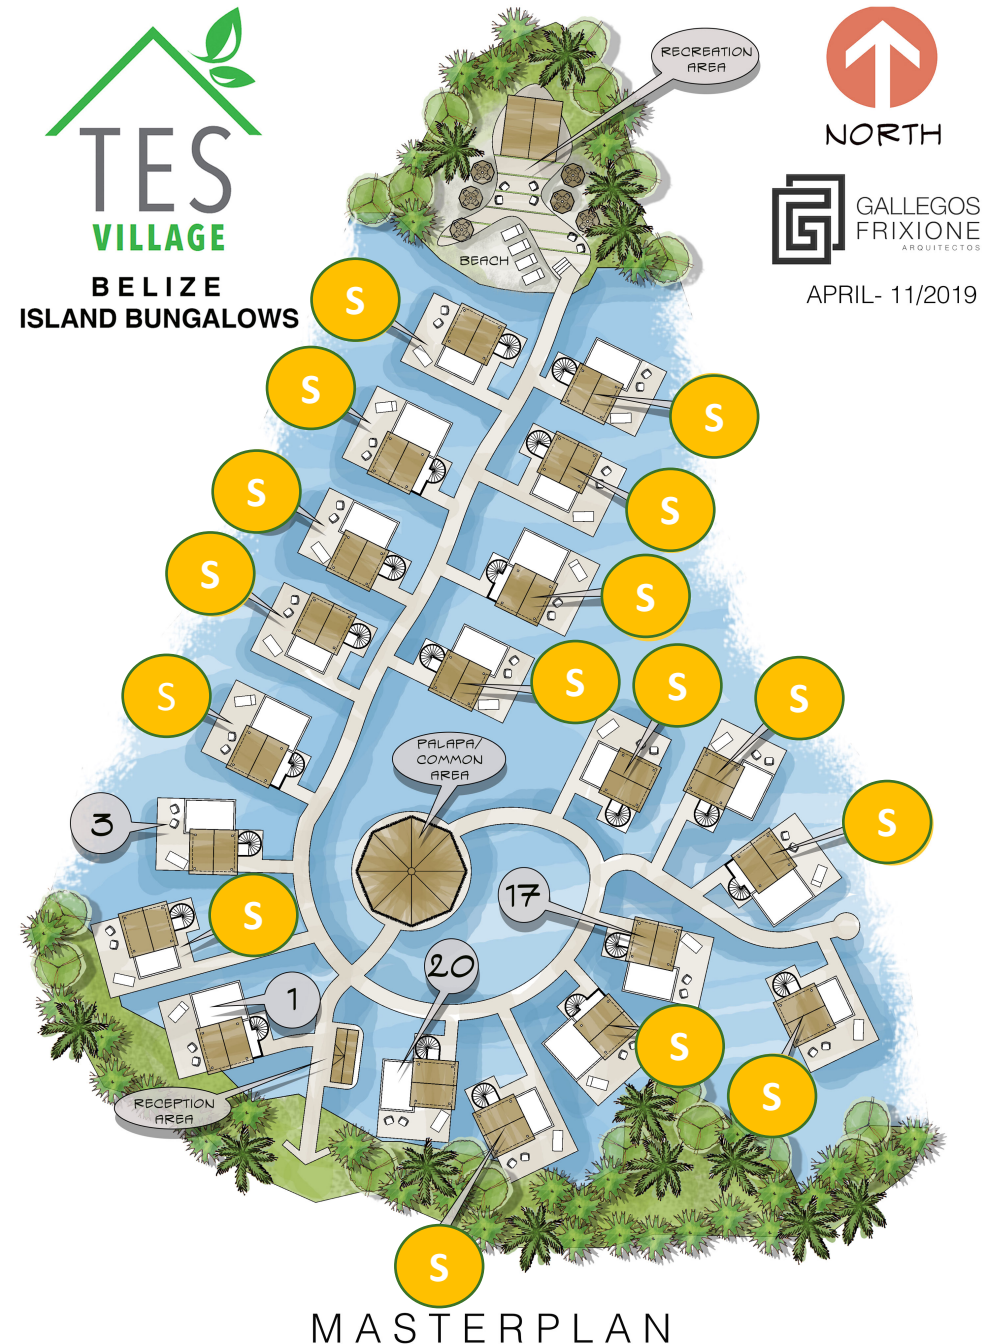 TES
VILLAGE
BELIZE
ISLAND BUNGALOWS
RECREATION
AREA
NORTH
GALLEGOS
FRIXIONE
ARQUITECTOS
APRIL- 11/2019
BEACH
S
S
S
S
S
S
S
S
S
S
S
S
PALAPA/
COMMON
AREA
S
3
17
S
20
1
S
S
RECEPTION
AREA
S
MASTERPLAN